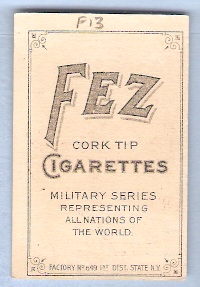 F13
FEZ
CORK TIP
CIGARETTES
MILITARY SERIES
REPRESENTING
ALL NATIONS OF
THE WORLD
FACTORY No 649 1ST DIST. STATE N.Y.